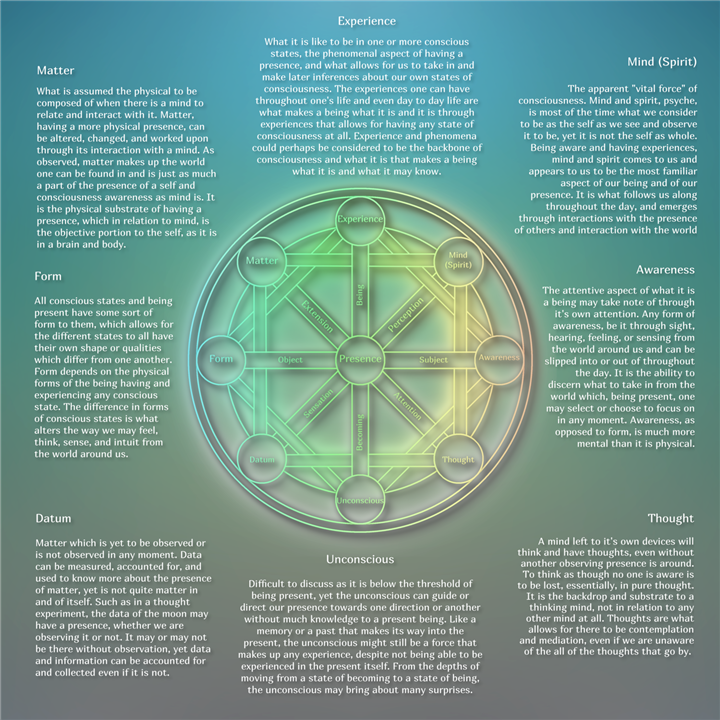 Experience
What it is like to be in one or more conscious
states, the phenomenal aspect of having a
presence, and what allows for us to take in and
make later inferences about our own states of
consciousness. The experiences one can have
throughout one's life and even day to day life are
what makes a being what it is and it is through
experiences that allows for having any state of
consciousness at all. Experience and phenomena
could perhaps be considered to be the backbone of
consciousness and what it is that makes a being
what it is and what it may know.
Matter
What is assumed the physical to be
composed of when there is a mind to
relate and interact with it. Matter,
having a more physical presence, can
be altered, changed, and worked upon
through its interaction with a mind. As
observed, matter makes up the world
one can be found in and is just as much
a part of the presence of a self and
consciousness awareness as mind is. It
is the physical substrate of having a
presence, which in relation to mind, is
the objective portion to the self, as it is
in a brain and body.
Mind (Spirit)
The apparent "vital force" of
consciousness. Mind and spirit, psyche,
is most of the time what we consider
to be as the self as we see and observe
it to be, yet it is not the self as whole.
Being aware and having experiences,
mind and spirit comes to us and
appears to us to be the most familiar
aspect of our being and of our
presence. It is what follows us along
throughout the day, and emerges
through interactions with the presence
of others and interaction with the world
Form
All conscious states and being
present have some sort of
form to them, which allows for
the different states to all have
their own shape or qualities
which differ from one another.
Form depends on the physical
forms of the being having and
experiencing any conscious
state. The difference in forms
of conscious states is what
alters the way we may feel,
think, sense, and intuit from
the world around us.
Experience
Matter
Mind
(Spirit)
Being
Extension
Perception
Form
Object
Presence
Subject
Awareness
Sensation
Attention
Becoming
Datum
Thought
Unconscious
Awareness
The attentive aspect of what it is
a being may take note of through
it's own attention. Any form of
awareness, be it through sight,
hearing, feeling, or sensing from
the world around us and can be
slipped into or out of throughout
the day. It is the ability to
discern what to take in from the
world which, being present, one
may select or choose to focus on
in any moment. Awareness, as
opposed to form, is much more
mental than it is physical.
Datum
Matter which is yet to be observed or
is not observed in any moment. Data
can be measured, accounted for, and
used to know more about the presence
of matter, yet is not quite matter in
and of itself. Such as in a thought
experiment, the data of the moon may
have a presence, whether we are
observing it or not. It may or may not
be there without observation, yet data
and information can be accounted for
and collected even if it is not.
Unconscious
Difficult to discuss as it is below the threshold of
being present, yet the unconscious can guide or
direct our presence towards one direction or another
without much knowledge to a present being. Like a
memory or a past that makes its way into the
present, the unconscious might still be a force that
makes up any experience, despite not being able to be
experienced in the present itself. From the depths of
moving from a state of becoming to a state of being,
the unconscious may bring about many surprises.
Thought
A mind left to it's own devices will
think and have thoughts, even without
another observing presence is around.
To think as though no one is aware is
to be lost, essentially, in pure thought.
It is the backdrop and substrate to a
thinking mind, not in relation to any
other mind at all. Thoughts are what
allows for there to be contemplation
and mediation, even if we are unaware
of the all of the thoughts that go by.